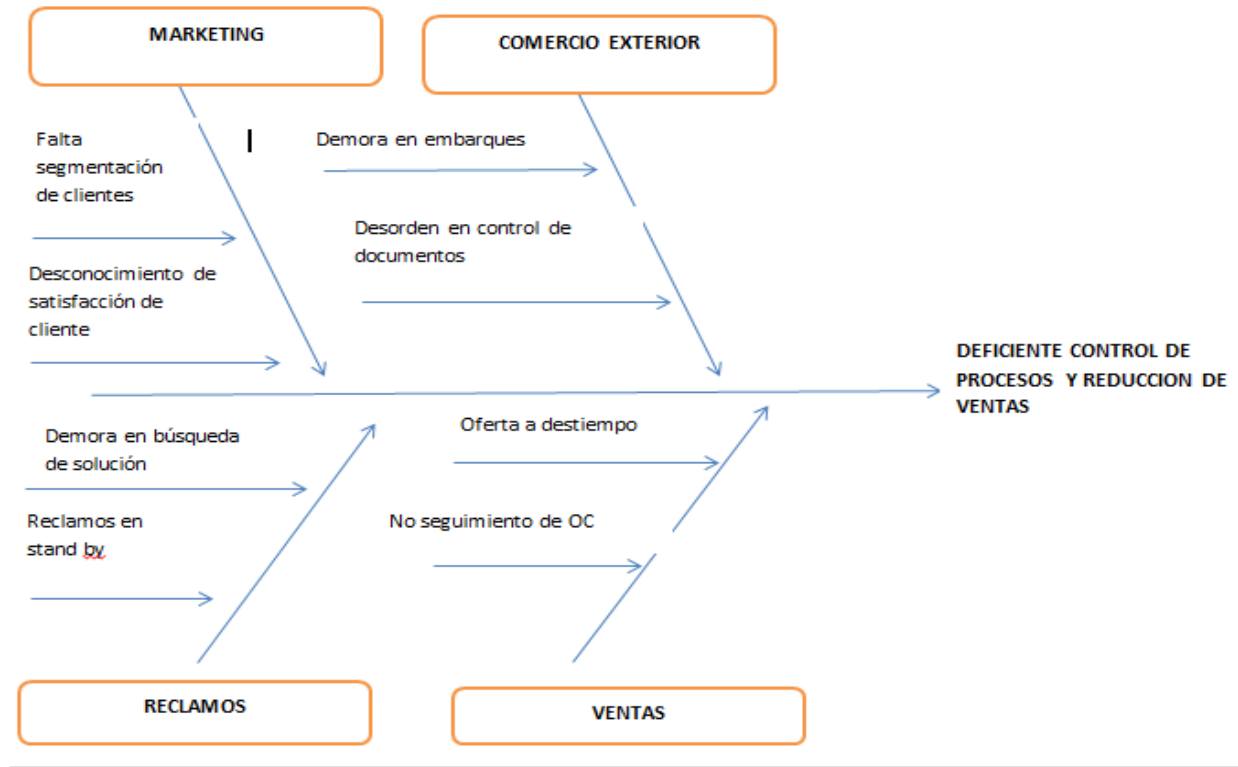 MARKETING
COMERCIO EXTERIOR
Falta
segmentación
de clientes
Demora en embarques
Desorden en control de
documentos
Desconocimiento de
satisfacción de
cliente
DEFICIENTE CONTROL DE
PROCESOS Y REDUCCION DE
VENTAS
Demora en búsqueda
de solución
Oferta a destiempo
Reclamos en
stand by
No seguimiento de OC
RECLAMOS
VENTAS